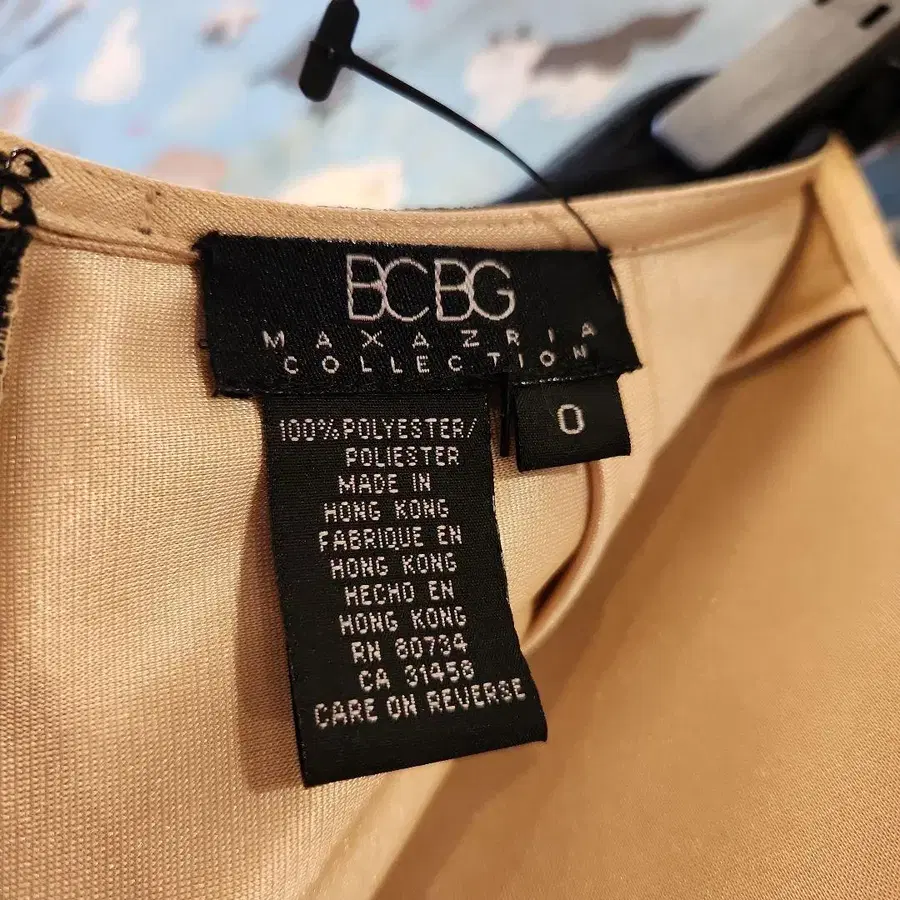 BCBG
MAXAZRIA
COLLECTION
0
100% POLYESTER/
POLIESTER
MADE IN
HONG KONG
FABRIQUE EN
HONG KONG
HECHO EN
HONG KONG
RN 80734
CA 31458
CARE ON REVERSE